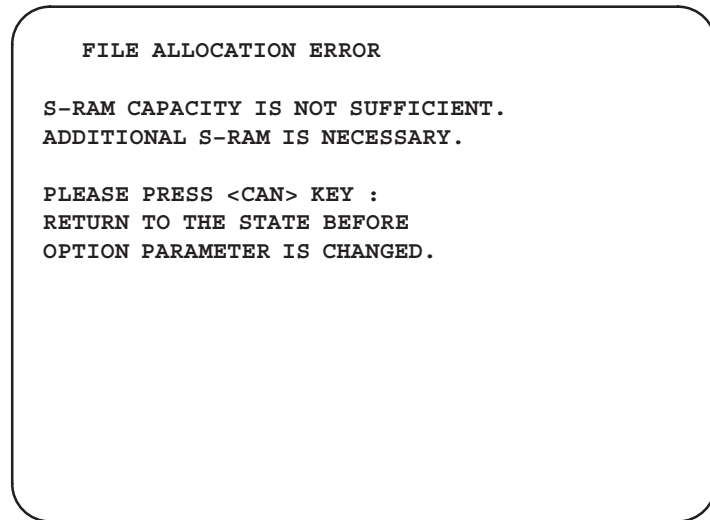 FILE ALLOCATION ERROR
S–RAM CAPACITY IS NOT SUFFICIENT.
ADDITIONAL S–RAM IS NECESSARY.
PLEASE PRESS <CAN> KEY :
RETURN TO THE STATE BEFORE
OPTION PARAMETER IS CHANGED.